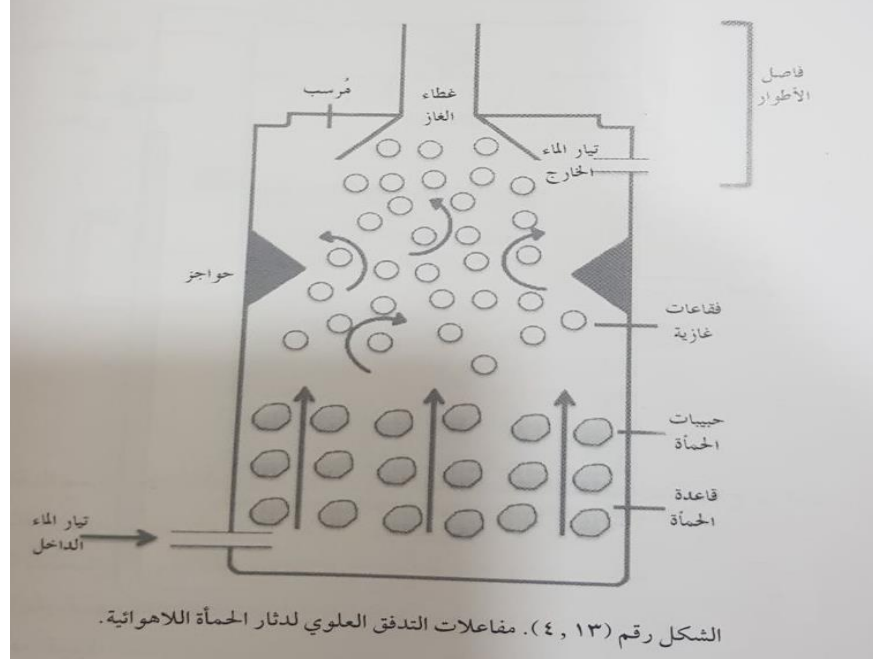 فاصل
الأطوار
مُرسب
غطاء
الغاز
تيار الماء
الخارج
حواجز
فقاعات
غازية
حبيبات
الحمأة
قاعدة
الحمأة
تيار الماء
الداخل
الشكل رقم (١٣ , ٤). مفاعلات التدفق العلوي لدثار الحمأة اللاهوائية.